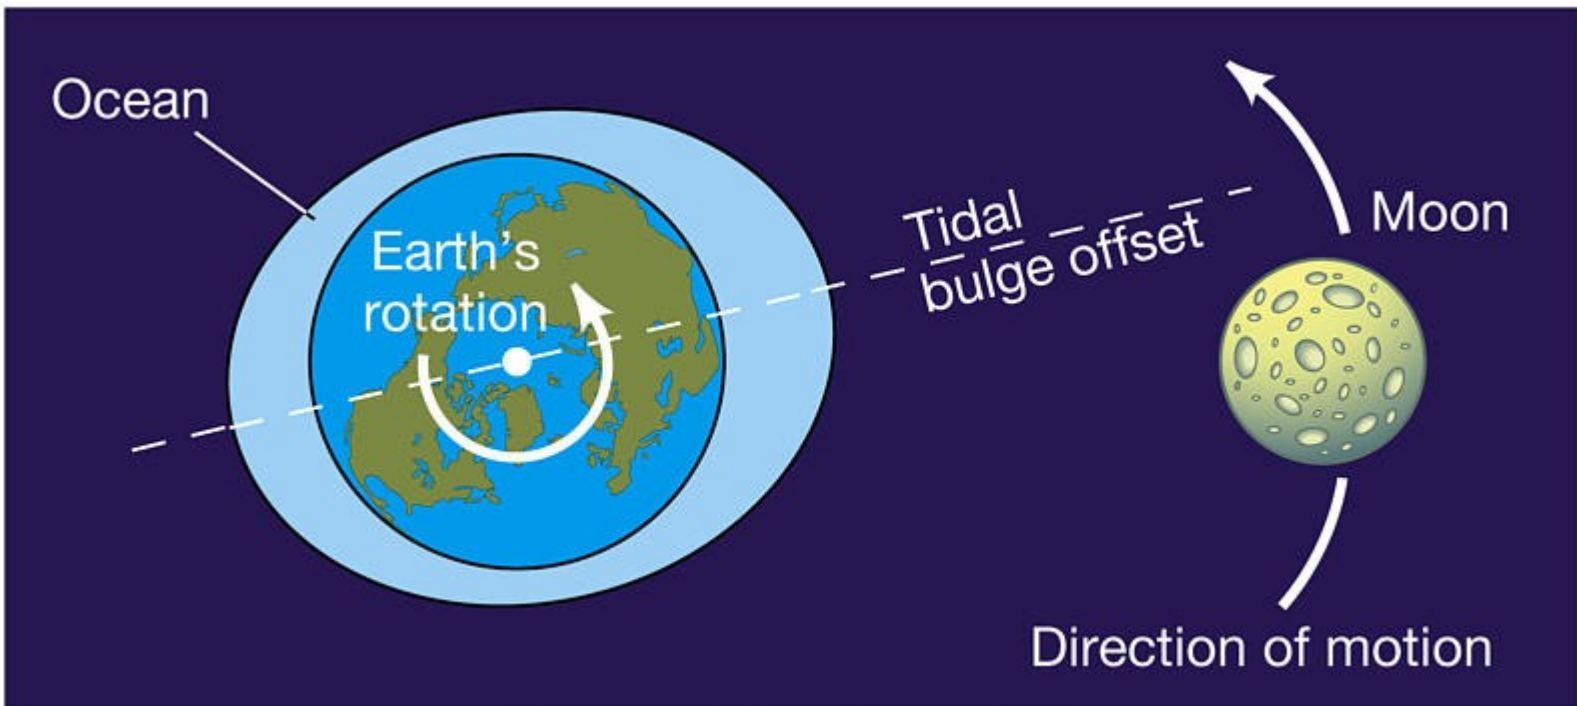 Ocean
Earth's
rotation
Tidal
bulge offset
Moon
Direction of motion